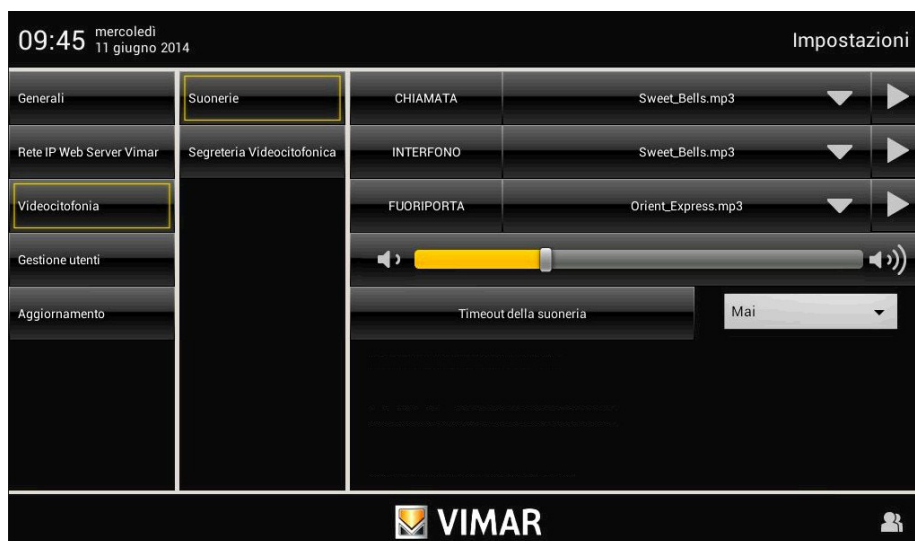 09:45 mercoledì
11 giugno 2014
Impostazioni
Generali
Rete IP Web Server Vimar
Videocitofonia
Gestione utenti
Aggiornamento
Suonerie
Segreteria Videocitofonica
CHIAMATA
Sweet_Bells.mp3
INTERFONO
Sweet_Bells.mp3
FUORIPORTA
Orient_Express.mp3
Timeout della suoneria
Mai
VIMAR